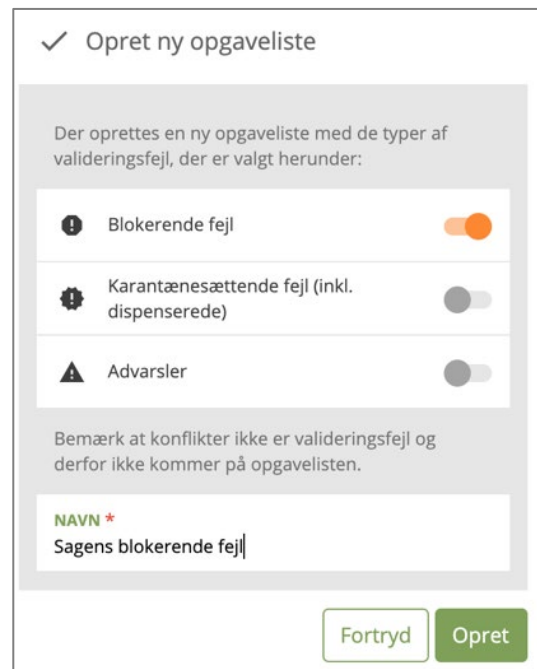 Opret ny opgaveliste
Der oprettes en ny opgaveliste med de typer af
valideringsfejl, der er valgt herunder:
Blokerende fejl
Karantænesættende fejl (inkl.
dispenserede)
Advarsler
Bemærk at konflikter ikke er valideringsfejl og
derfor ikke kommer på opgavelisten.
NAVN *
Sagens blokerende fejl
Fortryd Opret